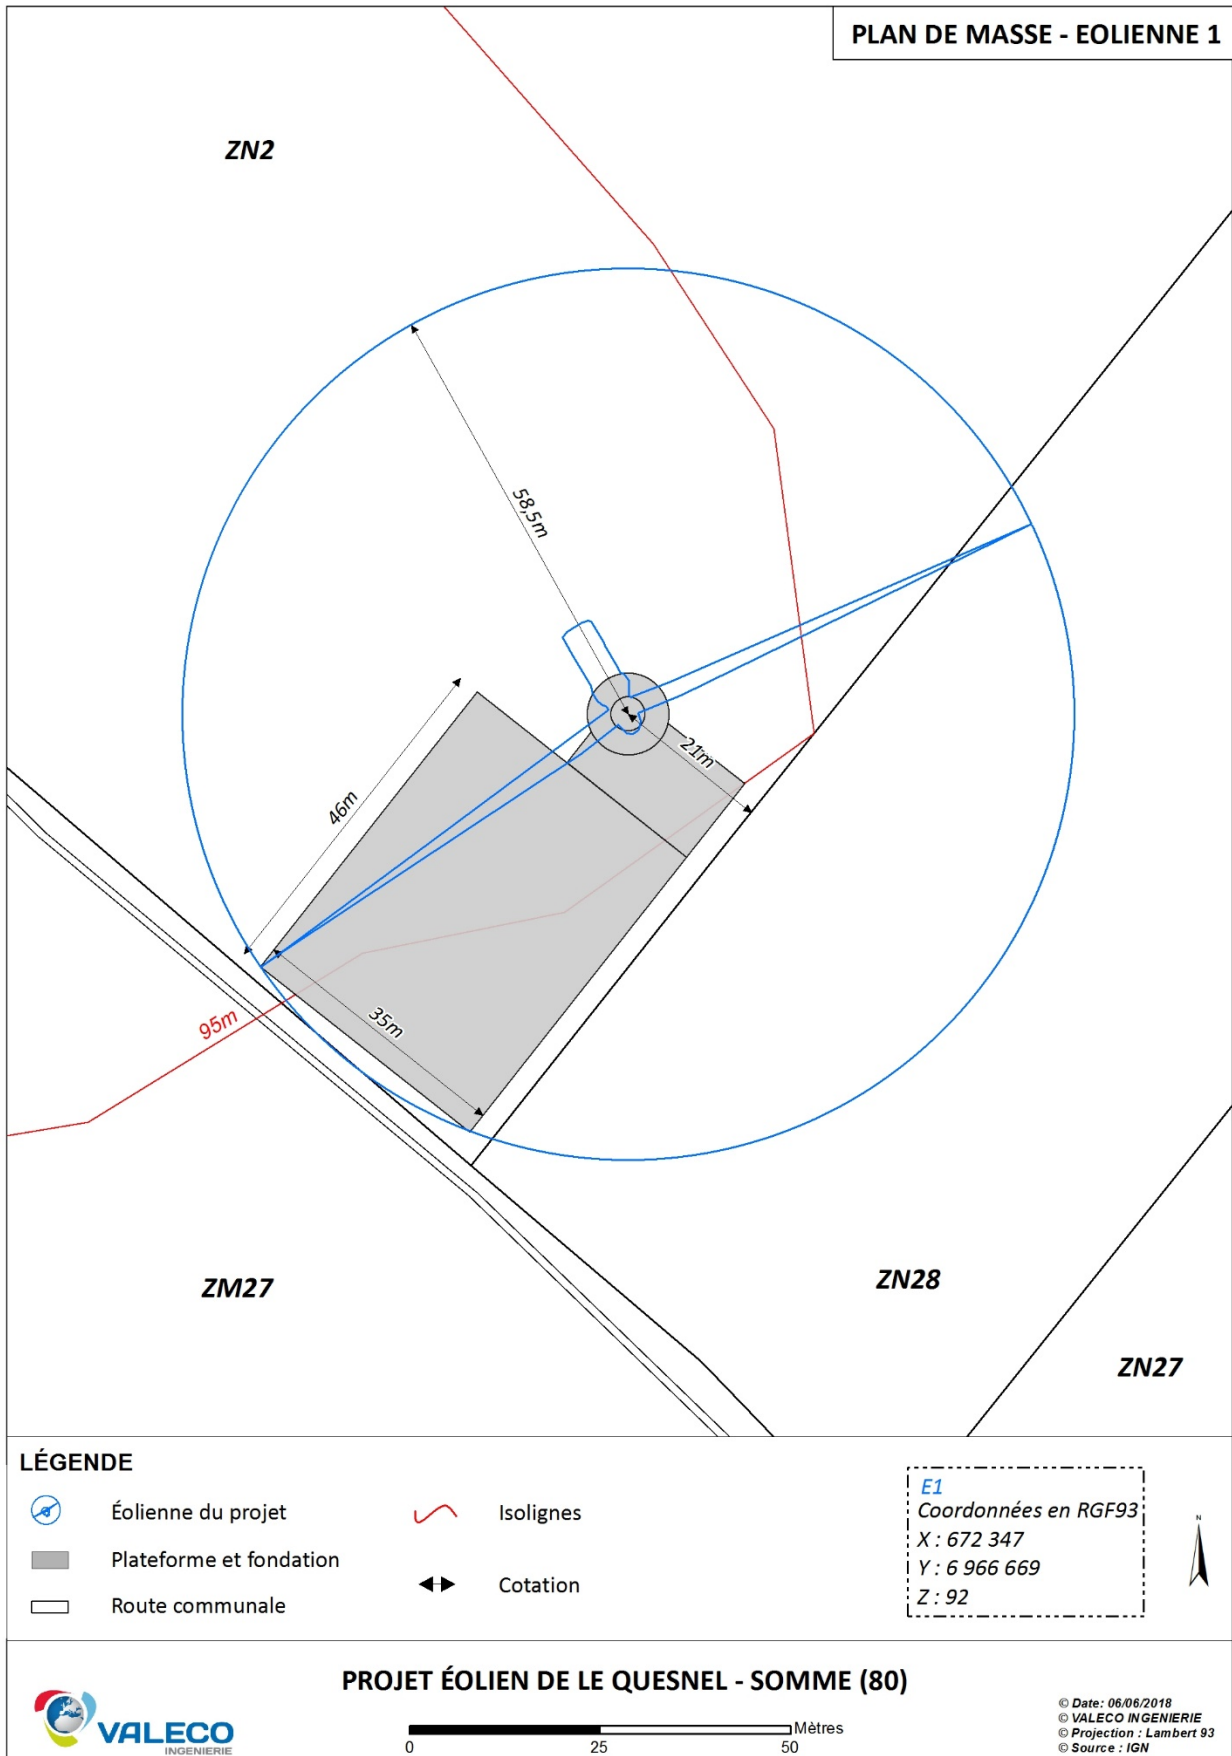 PLAN DE MASSE - EOLIENNE 1
ZN2
58,5m
21m
46m
35m
95m
ZM27
ZN28
ZN27
LÉGENDE
Éolienne du projet
Plateforme et fondation
Route communale
Isolignes
Cotation
E1
Coordonnées en RGF93
X : 672 347
Y : 6 966 669
Z : 92
N
PROJET ÉOLIEN DE LE QUESNEL - SOMME (80)
VALECO
INGENIERIE
Mètres
0 25 50
© Date: 06/06/2018
© VALECO INGENIERIE
© Projection : Lambert 93
© Source : IGN